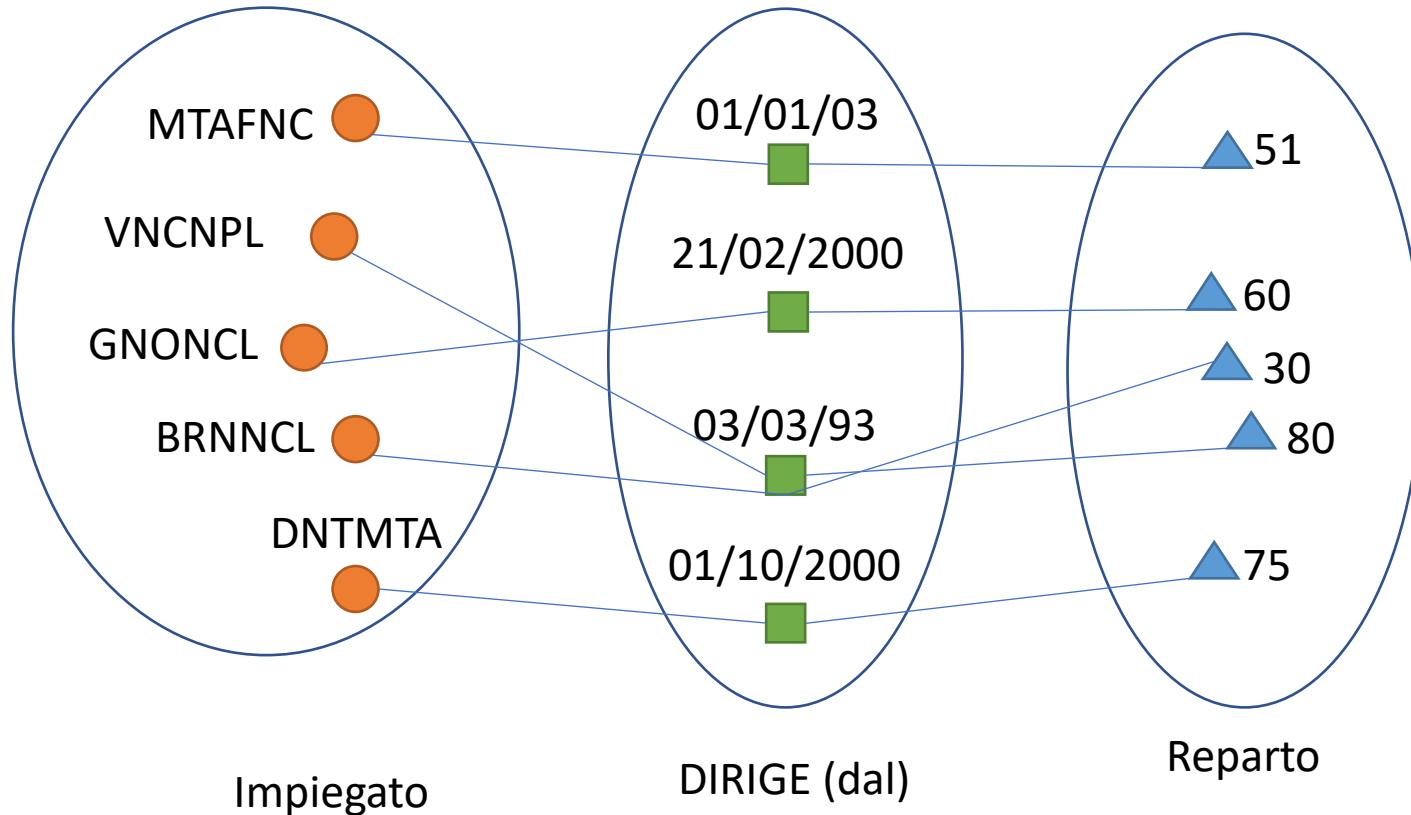 MTAFNC
VNCNPL
GNONCL
BRNNCL
DNTMTA
Impiegato
01/01/03
21/02/2000
03/03/93
01/10/2000
DIRIGE (dal)
51
60
30
80
75
Reparto